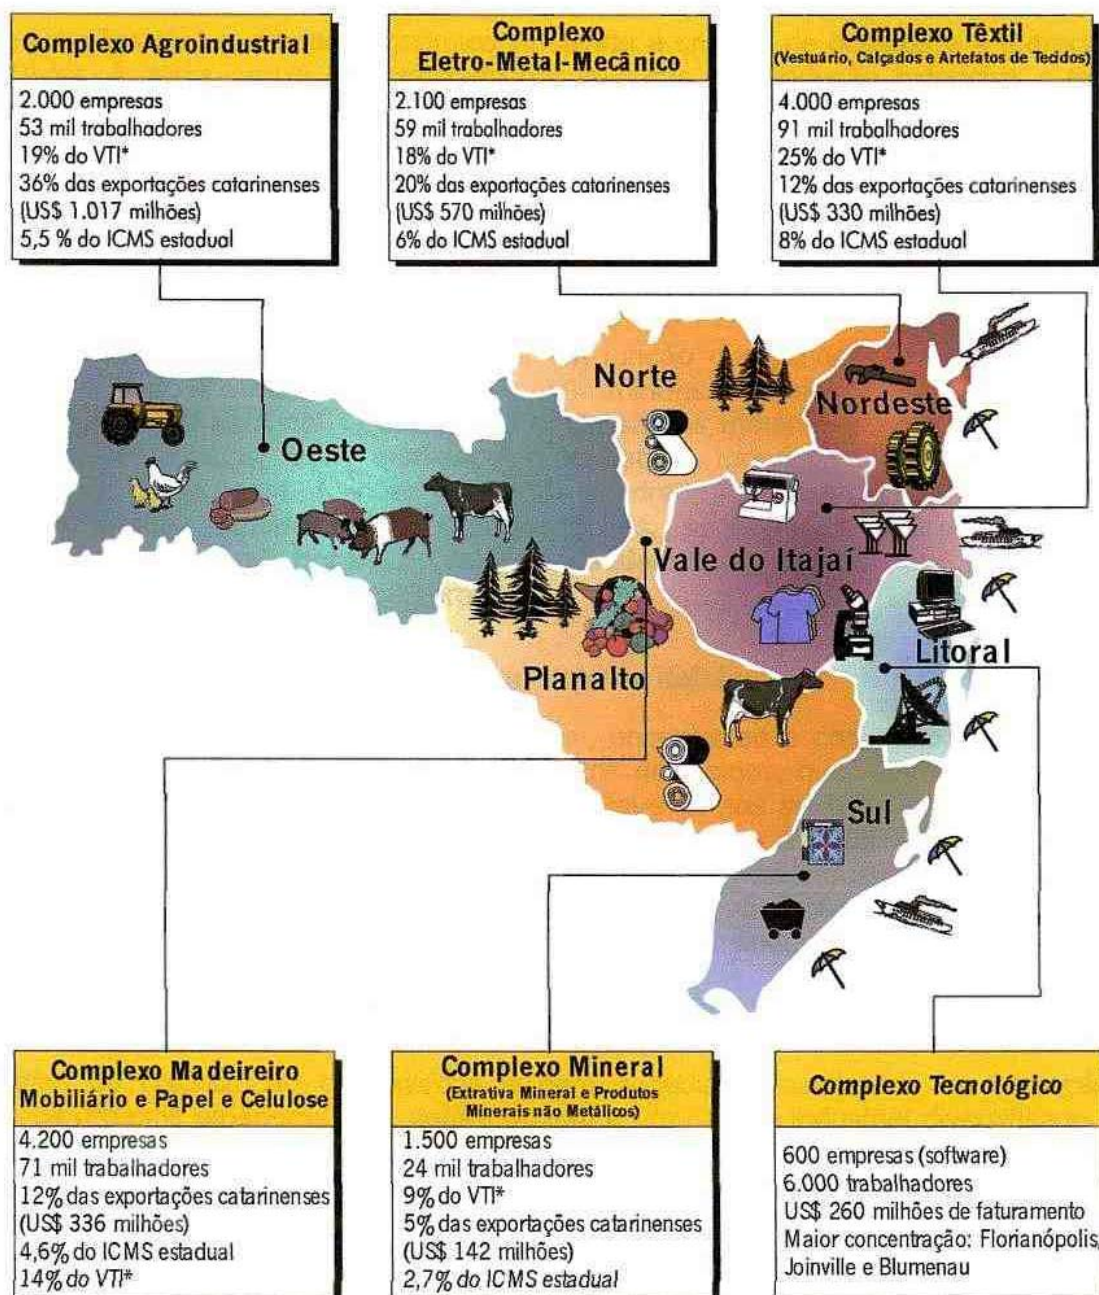 Complexo Agroindustrial
2.000 empresas
53 mil trabalhadores
19% do VTI*
36% das exportações catarinenses
(US$ 1.017 milhões)
5,5 % do ICMS estadual
Complexo
Eletro-Metal-Mecânico
2.100 empresas
59 mil trabalhadores
18% do VTI*
20% das exportações catarinenses
(US$ 570 milhões)
6% do ICMS estadual
Complexo Têxtil
(Vestuário, Calçados e Artefatos de Tecidos)
4.000 empresas
91 mil trabalhadores
25% do VTI*
12% das exportações catarinenses
(US$ 330 milhões)
8% do ICMS estadual
Norte
Nordeste
Oeste
Vale do Itajaí
Litoral
Planalto
Sul
Complexo Madeireiro
Mobiliário e Papel e Celulose
4.200 empresas
71 mil trabalhadores
12% das exportações catarinenses
(US$ 336 milhões)
4,6% do ICMS estadual
14% do VTI*
Complexo Mineral
(Extrativa Mineral e Produtos
Minerais não Metálicos)
1.500 empresas
24 mil trabalhadores
9% do VTI*
5% das exportações catarinenses
(US$ 142 milhões)
2,7% do ICMS estadual
Complexo Tecnológico
600 empresas (software)
6.000 trabalhadores
US$ 260 milhões de faturamento
Maior concentração: Florianópolis,
Joinville e Blumenau